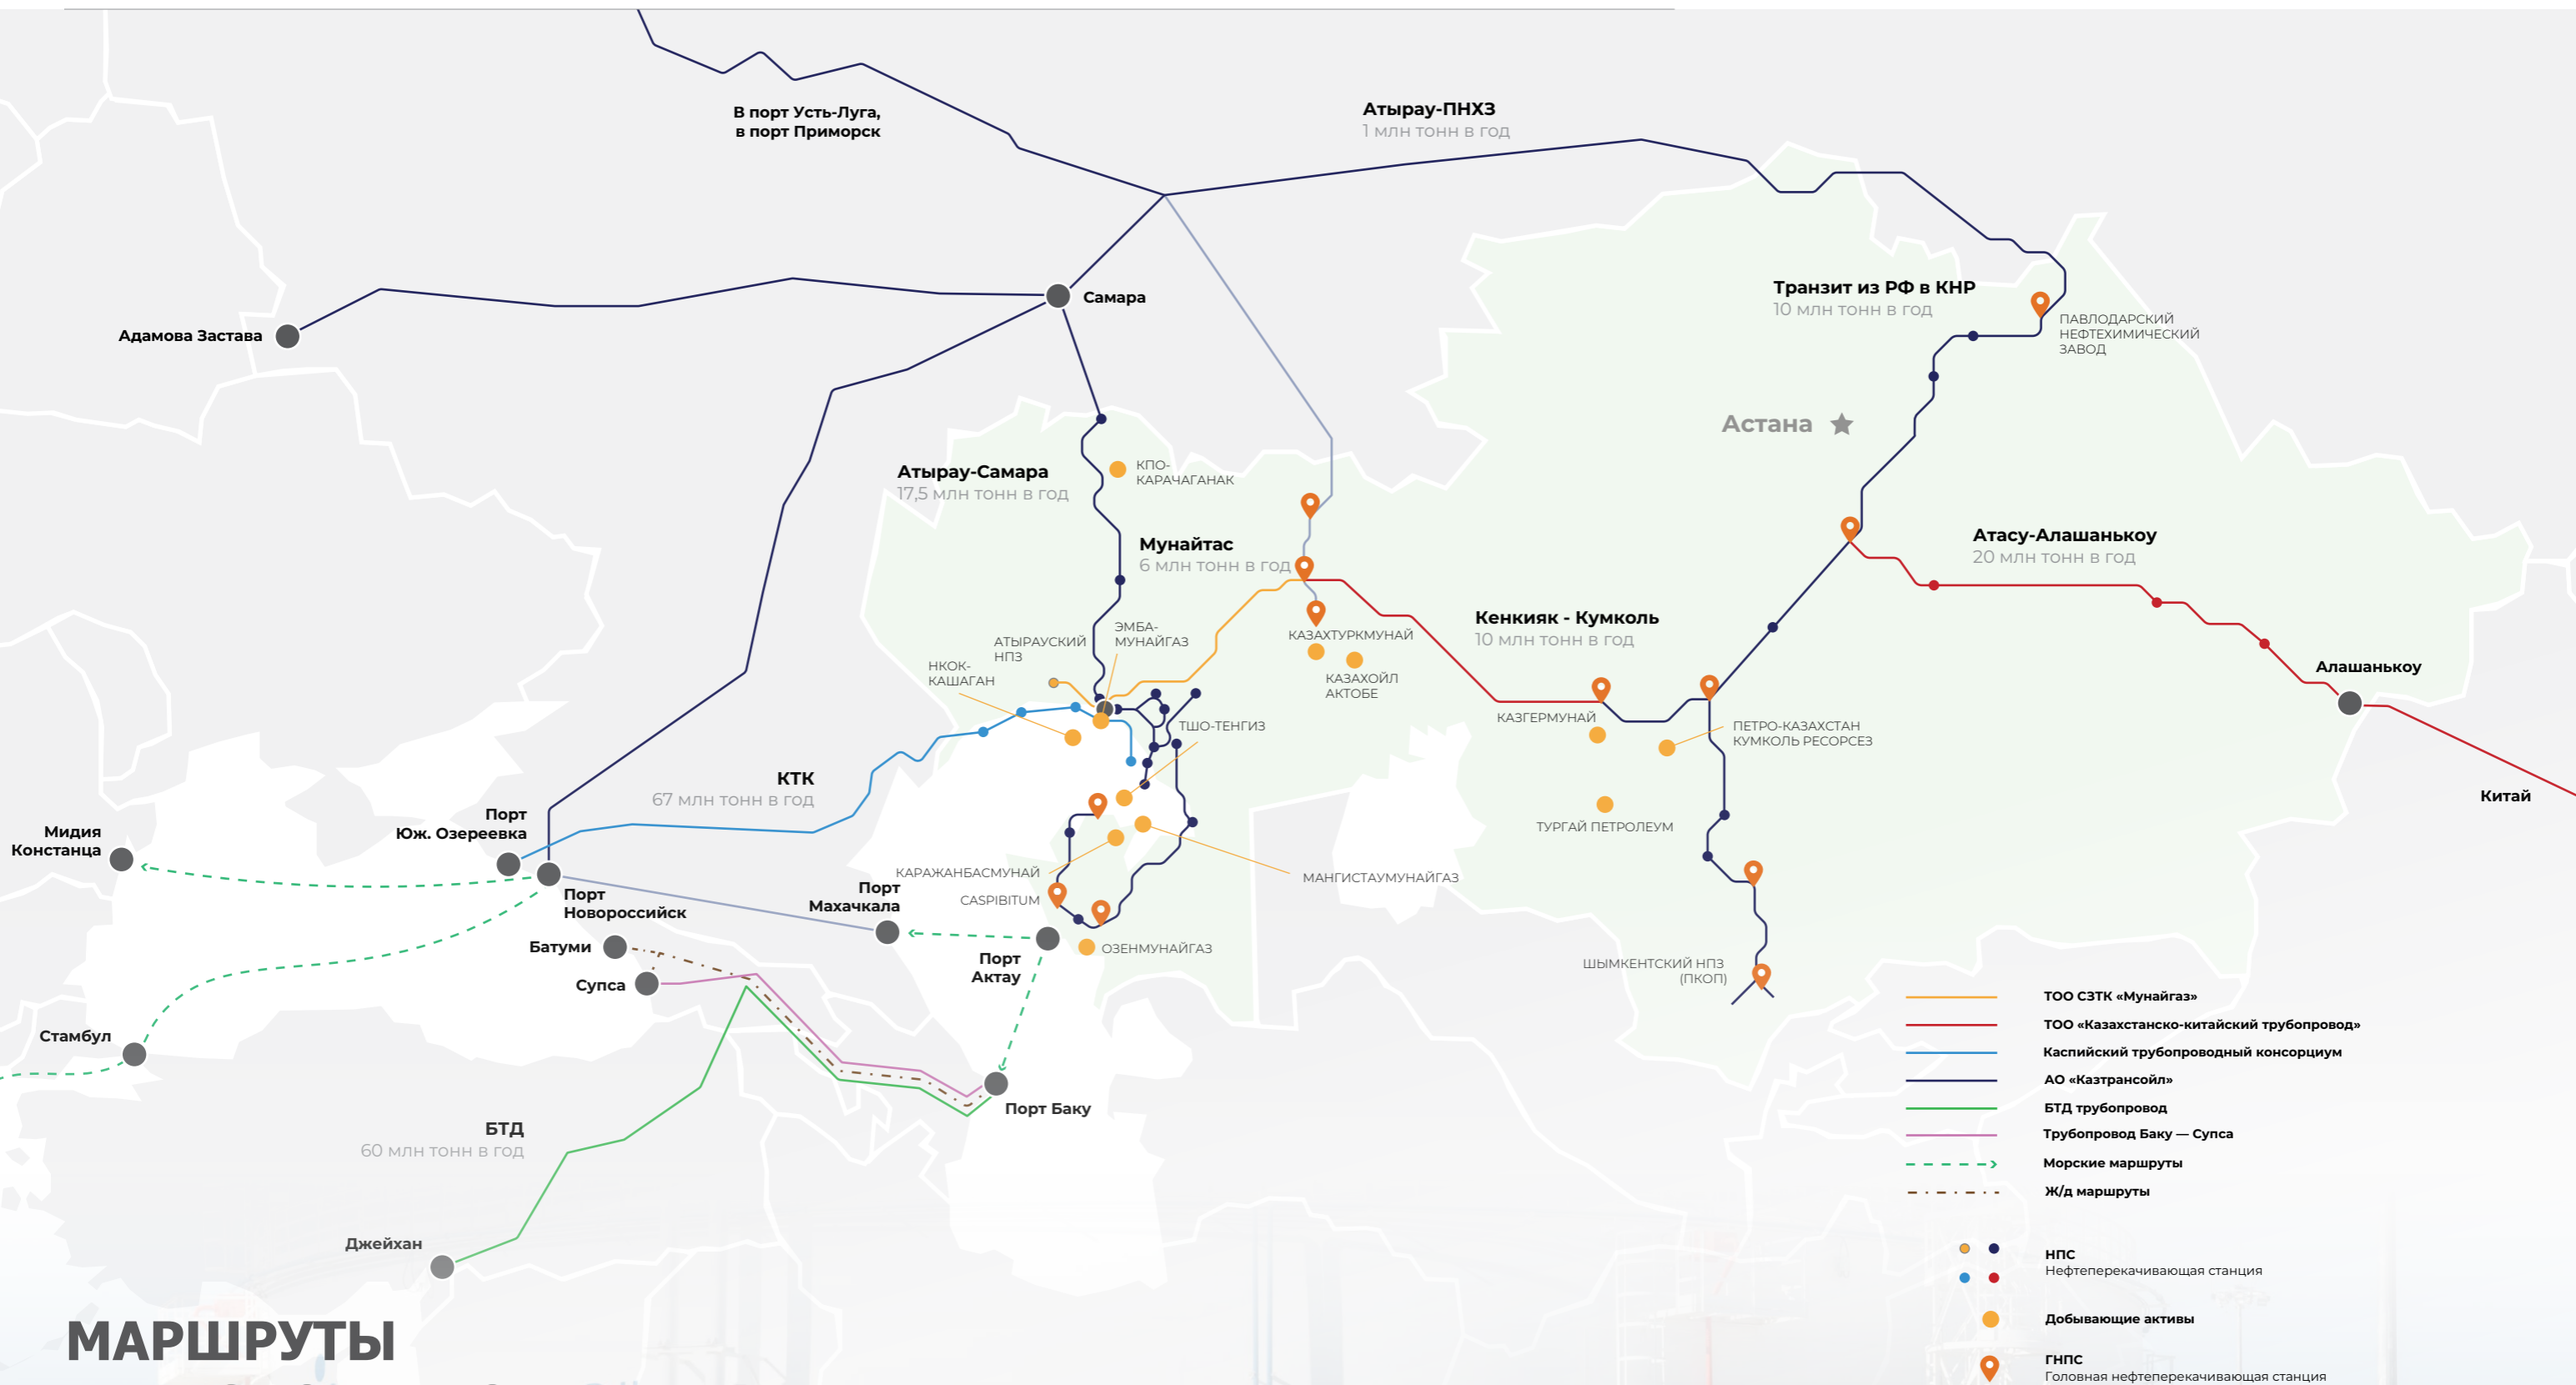 В порт Усть-Луга,
в порт Приморск
Атырау-ПНХЗ
1 млн тонн в год
Самара
Адамова Застава
Транзит из РФ в КНР
10 млн тонн в год
ПАВЛОДАРСКИЙ
НЕФТЕХИМИЧЕСКИЙ
ЗАВОД
Астана
Атырау-Самара
17,5 млн тонн в год
КПО-
КАРАЧАГАНАК
Мунайтас
6 млн тонн в год
Атасу-Алашанькоу
20 млн тонн в год
Кенкияк - Кумколь
10 млн тонн в год
АТЫРАУСКИЙ
НПЗ
ЭМБА-
МУНАЙГАЗ
НКОК-
КАШАГАН
КАЗАХТУРКМУНАЙ
КАЗАХОЙЛ
АКТОБЕ
Алашанькоу
ТШО-ТЕНГИЗ
КАЗГЕРМУНАЙ
ПЕТРО-КАЗАХСТАН
КУМКОЛЬ РЕСОРСЕЗ
КТК
67 млн тонн в год
Китай
Порт
Юж. Озереевка
Мидия
Констанца
ТУРГАЙ ПЕТРОЛЕУМ
КАРАЖАНБАСМУНАЙ
МАНГИСТАУМУНАЙГАЗ
CASPIBITUM
Порт
Махачкала
Порт
Новороссийск
Батуми
Супса
ОЗЕНМУНАЙГАЗ
Порт
Актау
ШЫМКЕНТСКИЙ НПЗ
(ПКОП)
Стамбул
Порт Баку
БТД
60 млн тонн в год
Джейхан
ТОО СЗТК «Мунайгаз»
ТОО «Казахстанско-китайский трубопровод»
Каспийский трубопроводный консорциум
АО «Казтрансойл»
БТД трубопровод
Трубопровод Баку — Супса
Морские маршруты
Ж/д маршруты
НПС
Нефтеперекачивающая станция
Добывающие активы
ГНПС
Головная нефтеперекачивающая станция
МАРШРУТЫ